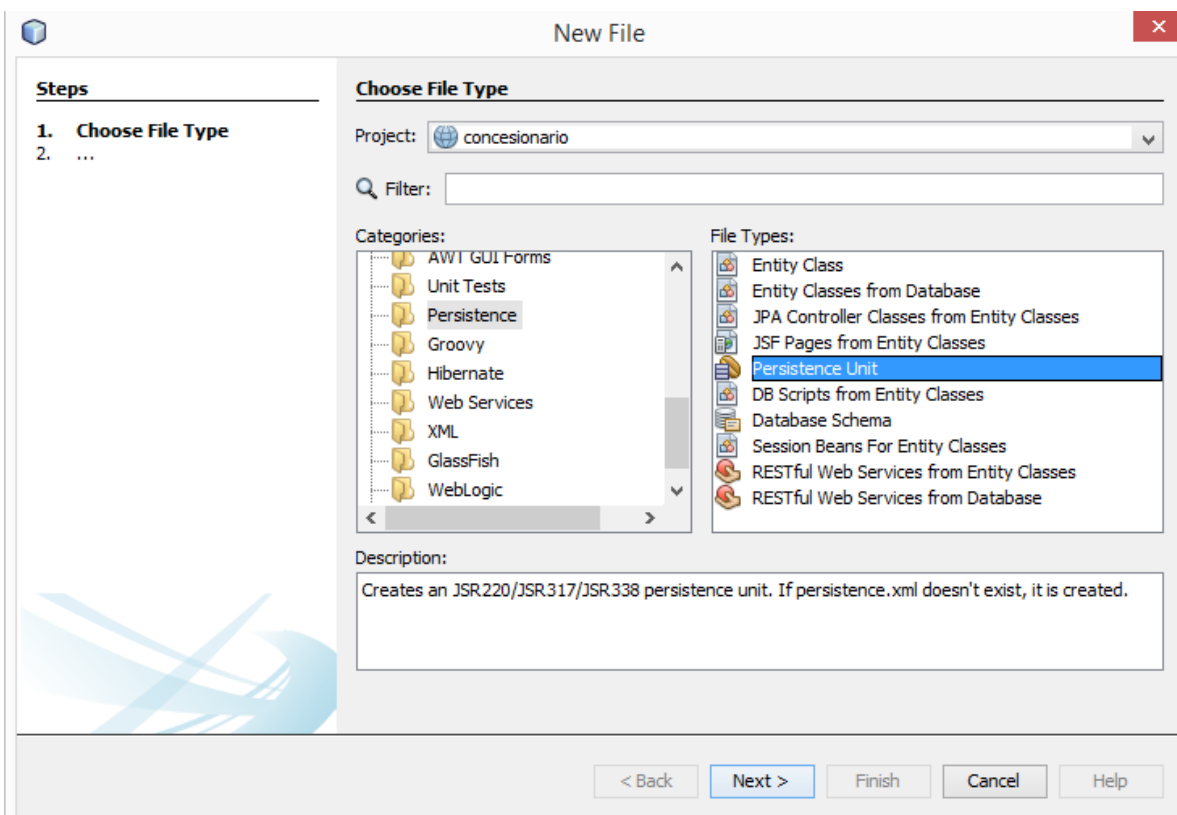 New File
Steps
1. Choose File Type
2. ...
Choose File Type
Project: concesionario
Filter:
Categories:
AWT GUI Forms
Unit Tests
Persistence
Groovy
Hibernate
Web Services
XML
GlassFish
WebLogic
File Types:
Entity Class
Entity Classes from Database
JPA Controller Classes from Entity Classes
JSF Pages from Entity Classes
Persistence Unit
DB Scripts from Entity Classes
Database Schema
Session Beans For Entity Classes
RESTful Web Services from Entity Classes
RESTful Web Services from Database
Description:
Creates an JSR220/JSR317/JSR338 persistence unit. If persistence.xml doesn't exist, it is created.
< Back Next > Finish Cancel Help